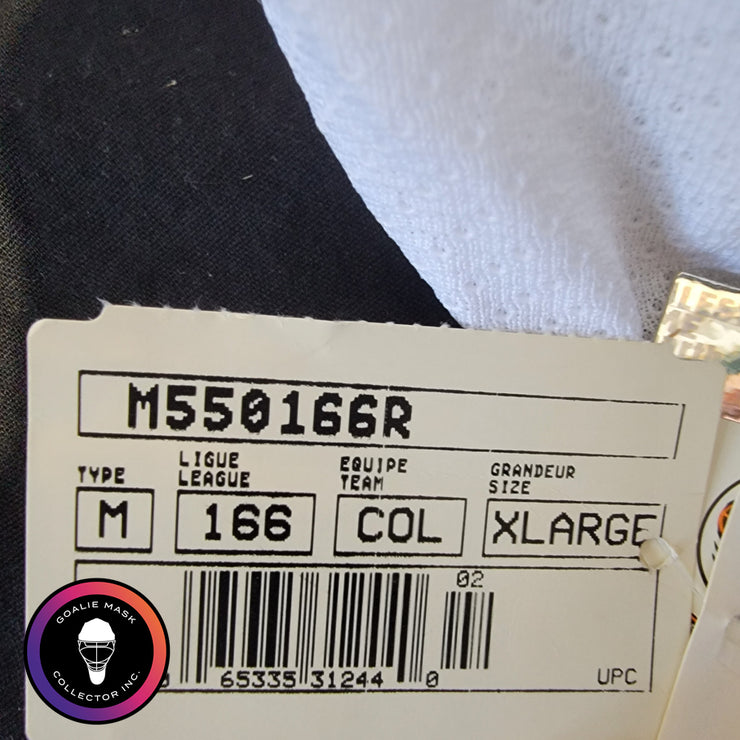 M550166R
TYPE
LIGUE
LEAGUE
EQUIPE
TEAM
GRANDEUR
SIZE
M
166
COL
XLARGE
02
65335 31244 0
UPC
GOALIE MASK
COLLECTOR INC.